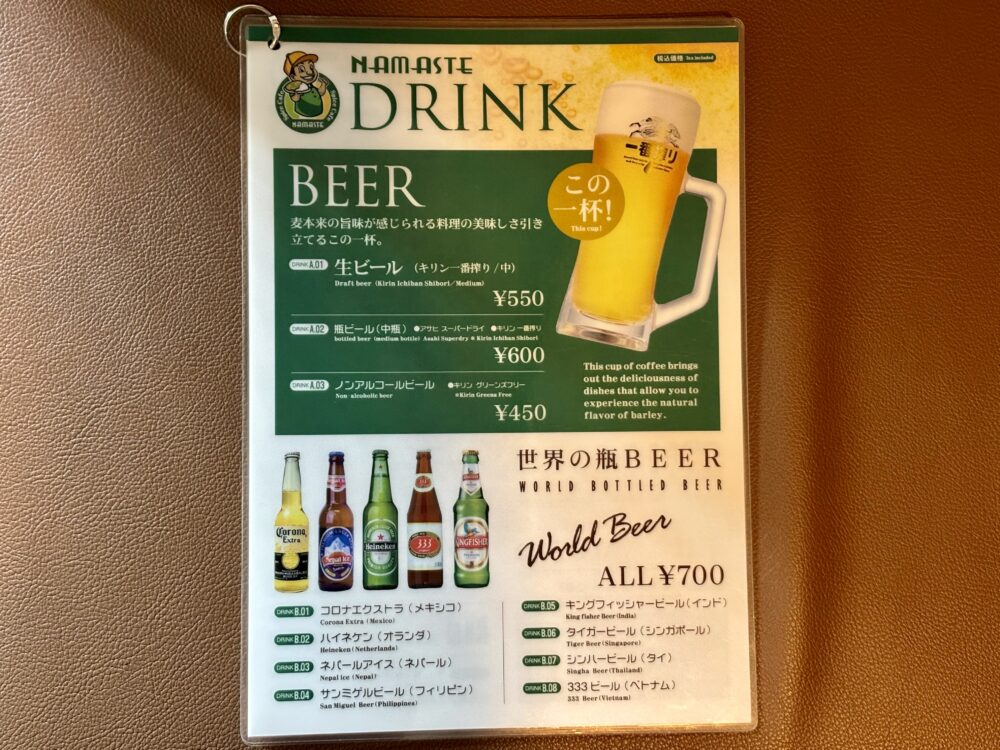 NAMASTE
DRINK
税込価格 Tax included
NAMASTE
一番搾り
この
一杯!
This cup!
BEER
麦本来の旨味が感じられる料理の美味しさ引き
立てるこの一杯。
DRINK A.01 生ビール（キリン一番搾り/中）
Draft beer (Kirin Ichiban Shibori/Medium)
¥550
DRINK A.02 瓶ビール（中瓶） ●アサヒ スーパードライ ●キリン 一番搾り
bottled beer (medium bottle) Asahi Superdry * Kirin Ichiban Shibori
¥600
DRINK A.03 ノンアルコールビール ●キリン グリーンズフリー
Non-alcoholic beer *Kirin Greens Free
¥450
This cup of coffee brings
out the deliciousness of
dishes that allow you to
experience the natural
flavor of barley.
世界の瓶BEER
WORLD BOTTLED BEER
World Beer
ALL ¥700
Corona
Extra
Nepal Ice
Heineken
333
KINGFISHER
DRINK B.01 コロナエクストラ（メキシコ）
Corona Extra (Mexico)
DRINK B.02 ハイネケン（オランダ）
Heineken (Netherlands)
DRINK B.03 ネパールアイス（ネパール）
Nepal ice (Nepal)
DRINK B.04 サンミゲルビール（フィリピン）
San Miguel Beer (Philippines)
DRINK B.05 キングフィッシャービール（インド）
King fisher Beer (India)
DRINK B.06 タイガービール（シンガポール）
Tiger Beer (Singapore)
DRINK B.07 シンハービール（タイ）
Singha Beer (Thailand)
DRINK B.08 333ビール（ベトナム）
333 Beer (Vietnam)